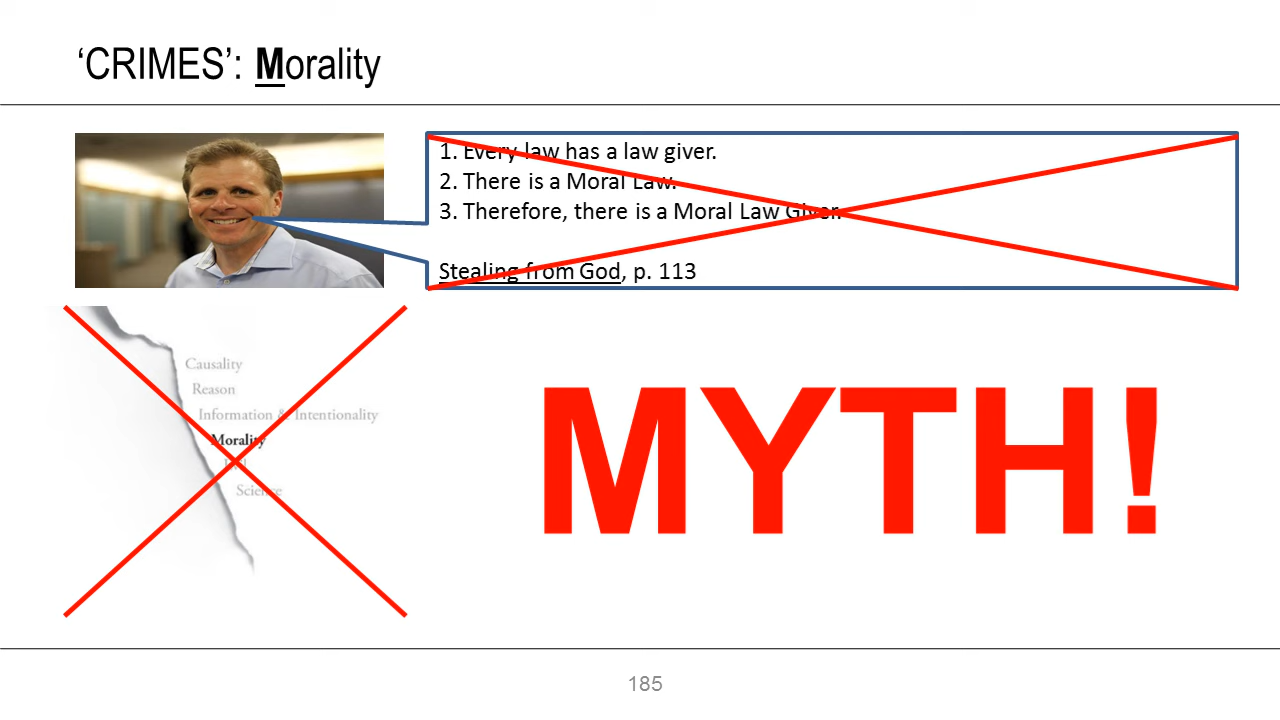 ‘CRIMES’: Morality
1. Every law has a law giver.
2. There is a Moral Law.
3. Therefore, there is a Moral Law Giver.
Stealing from God, p. 113
Causality
Reason
Information & Intentionality
Morality
Science
MYTH!
185